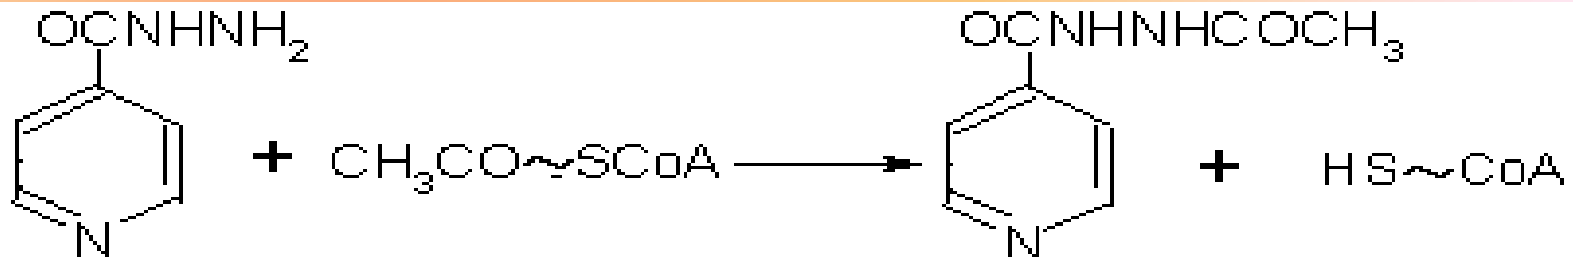 OCNHNH₂ OCNHNHCOCH₃
+ CH₃CO~SCoA + HS~CoA
N N